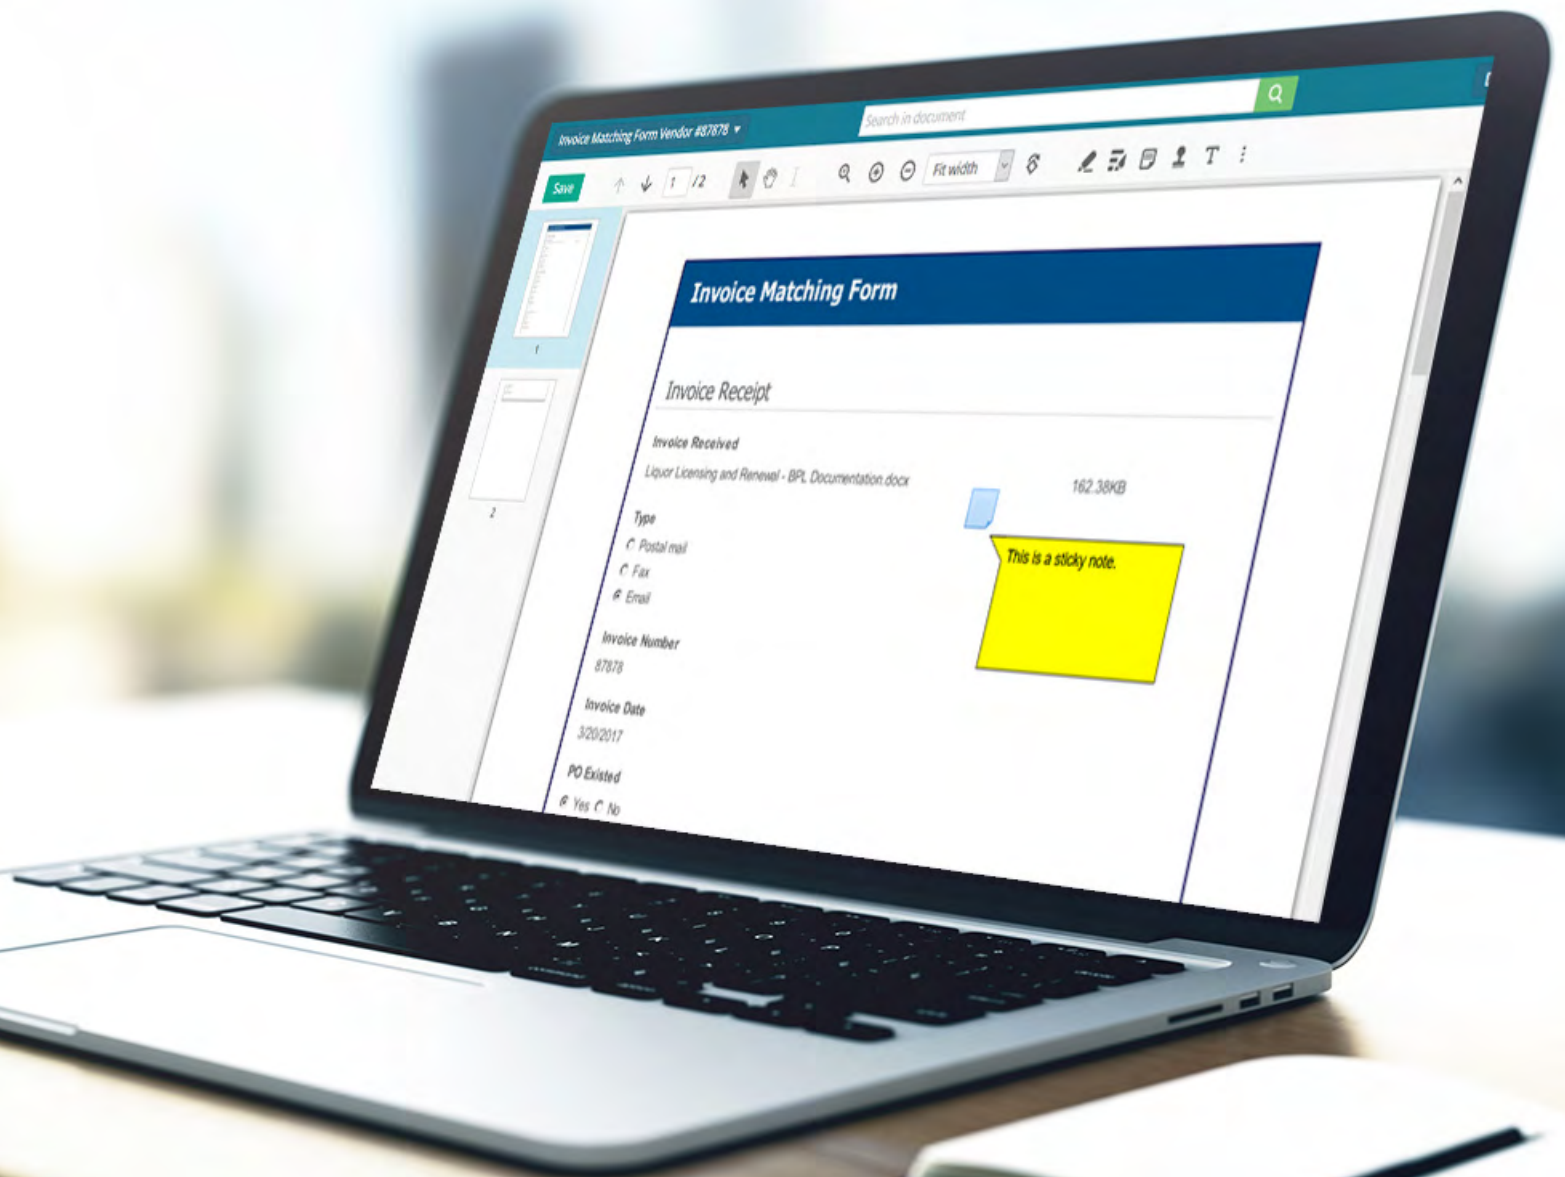 Invoice Matching Form Vendor #87878
Search in document
Save
1 /2
Fit width
T
1
2
Invoice Matching Form
Invoice Receipt
Invoice Received
Liquor Licensing and Renewal - BPL Documentation.docx
162.38KB
Type
Postal mail
Fax
Email
This is a sticky note.
Invoice Number
87878
Invoice Date
3/20/2017
PO Existed
Yes No